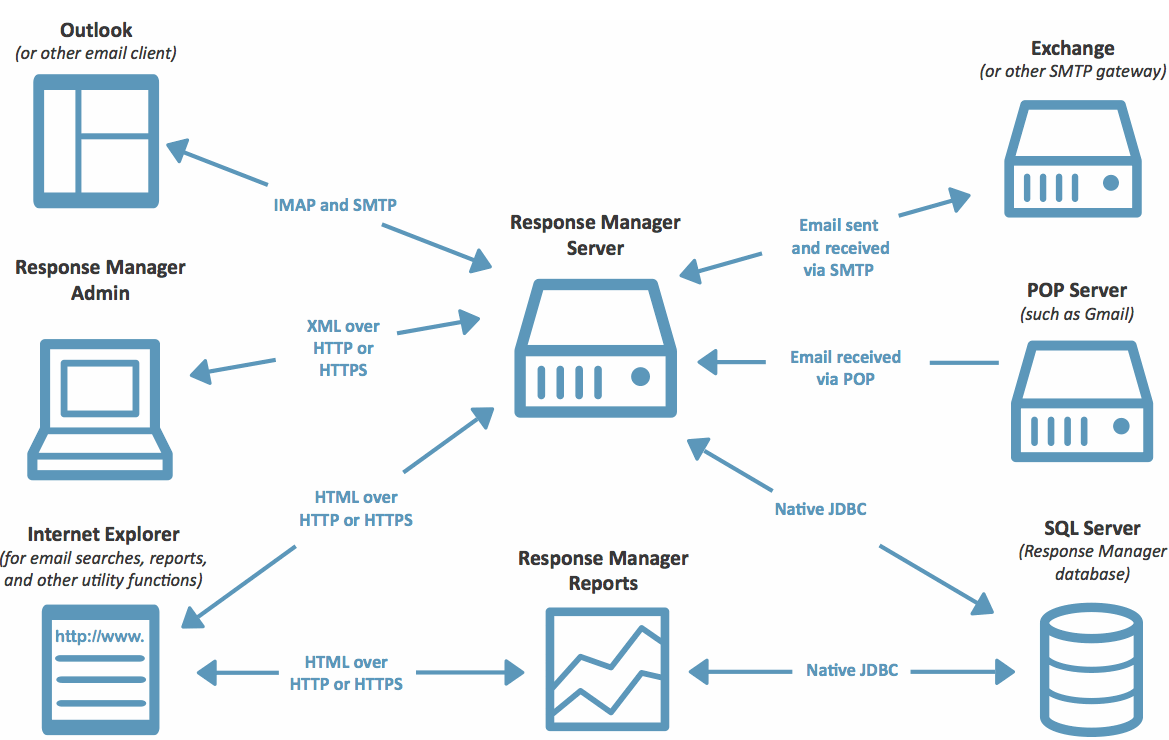 Outlook
(or other email client)
Exchange
(or other SMTP gateway)
IMAP and SMTP
Response Manager
Server
Email sent
and received
via SMTP
Response Manager
Admin
POP Server
(such as Gmail)
XML over
HTTP or
HTTPS
Email received
via POP
HTML over
HTTP or HTTPS
Native JDBC
Internet Explorer
(for email searches, reports,
and other utility functions)
Response Manager
Reports
SQL Server
(Response Manager
database)
http://www.
HTML over
HTTP or HTTPS
Native JDBC